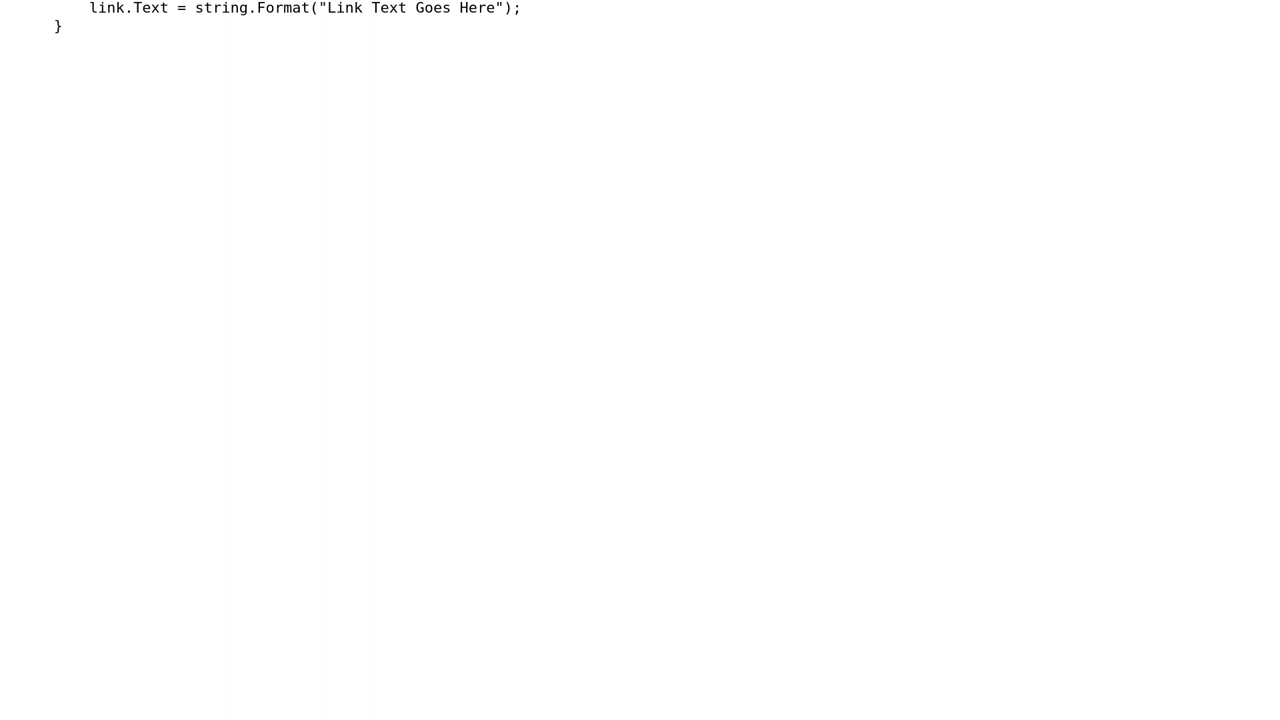 link.Text = string.Format("Link Text Goes Here");
}